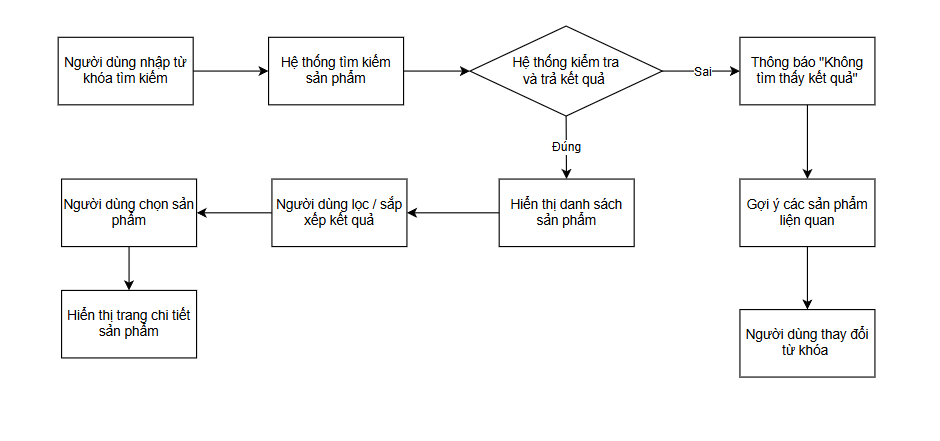 Người dùng nhập từ
khóa tìm kiếm
Hệ thống tìm kiếm
sản phẩm
Hệ thống kiểm tra
và trả kết quả
Sai
Thông báo "Không
tìm thấy kết quả"
Đúng
Người dùng chọn sản
phẩm
Người dùng lọc / sắp
xếp kết quả
Hiển thị danh sách
sản phẩm
Gợi ý các sản phẩm
liện quan
Hiển thị trang chi tiết
sản phẩm
Người dùng thay đổi
từ khóa